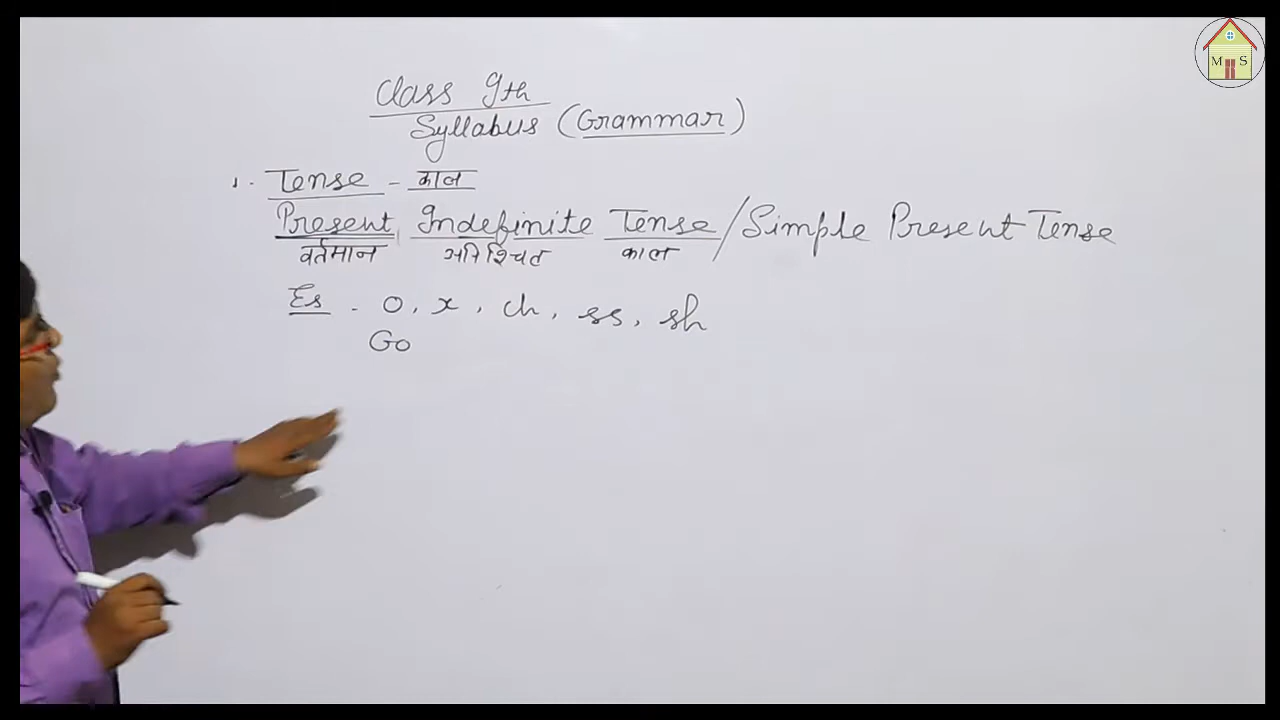 M S
Class 9th
Syllabus (Grammar)
1. Tense - काल
Present Indefinite Tense / Simple Present Tense
वर्तमान अनिश्चित काल
Es - o, x, ch, ss, sh
Go